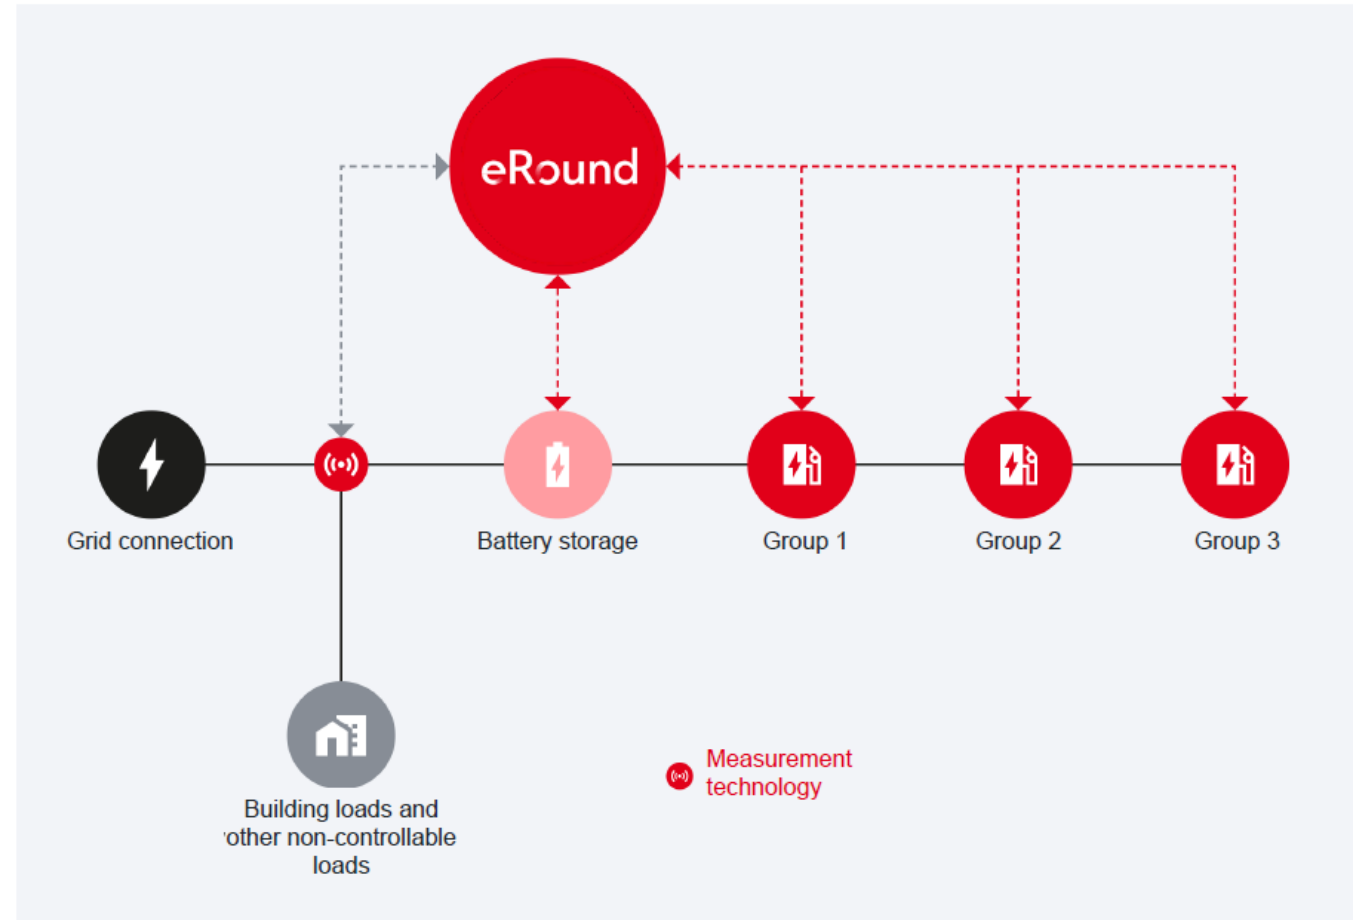 eRound
Grid connection
Battery storage
Group 1
Group 2
Group 3
Measurement
technology
Building loads and
other non-controllable
loads